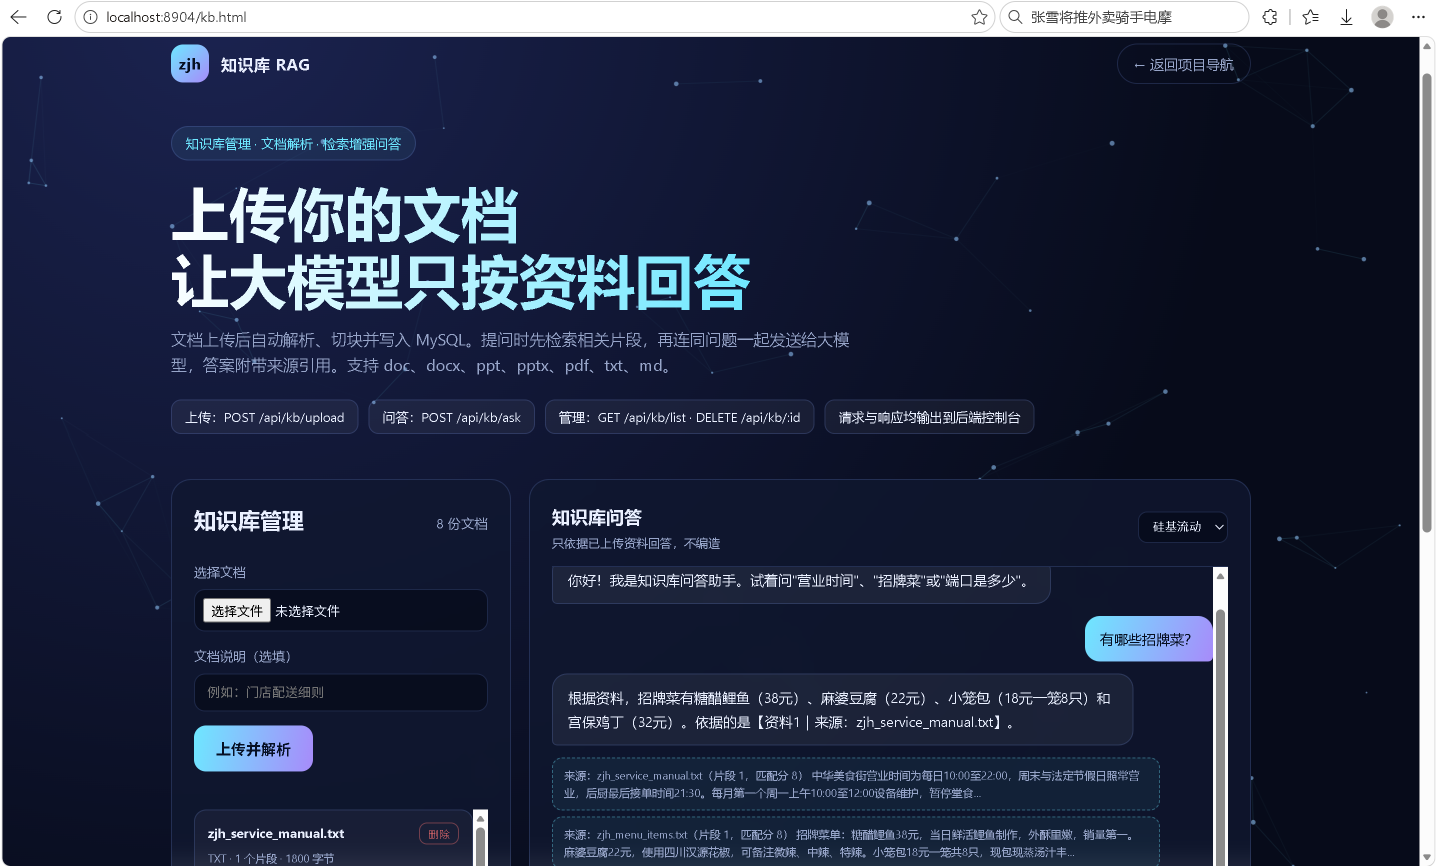 localhost:8904/kb.html
张雪将推外卖骑手电摩
zjh
知识库 RAG
← 返回项目导航
知识库管理 · 文档解析 · 检索增强问答
上传你的文档
让大模型只按资料回答
文档上传后自动解析、切块并写入 MySQL。提问时先检索相关片段，再连同问题一起发送给大模
型，答案附带来源引用。支持 doc、docx、ppt、pptx、pdf、txt、md。
上传：POST /api/kb/upload
问答：POST /api/kb/ask
管理：GET /api/kb/list · DELETE /api/kb/:id
请求与响应均输出到后端控制台
知识库管理
8 份文档
选择文档
选择文件 未选择文件
文档说明（选填）
例如：门店配送细则
上传并解析
zjh_service_manual.txt
删除
TXT · 1 个片段 · 1800 字节
知识库问答
只依据已上传资料回答，不编造
硅基流动
你好！我是知识库问答助手。试着问"营业时间"、"招牌菜"或"端口是多少"。
有哪些招牌菜?
根据资料，招牌菜有糖醋鲤鱼（38元）、麻婆豆腐（22元）、小笼包（18元一笼8只）和
宫保鸡丁（32元）。依据的是【资料1 | 来源：zjh_service_manual.txt】。
来源：zjh_service_manual.txt（片段 1，匹配分 8） 中华美食街营业时间为每日10:00至22:00，周末与法定节假日照常营
业，后厨最后接单时间21:30。每月第一个周一上午10:00至12:00设备维护，暂停堂食...
来源：zjh_menu_items.txt（片段 1，匹配分 8） 招牌菜单：糖醋鲤鱼38元，当日鲜活鲤鱼制作，外酥里嫩，销量第一。
麻婆豆腐22元，使用四川汉源花椒，可备注微辣、中辣、特辣。小笼包18元一笼共8只，现包现蒸汤汁丰...